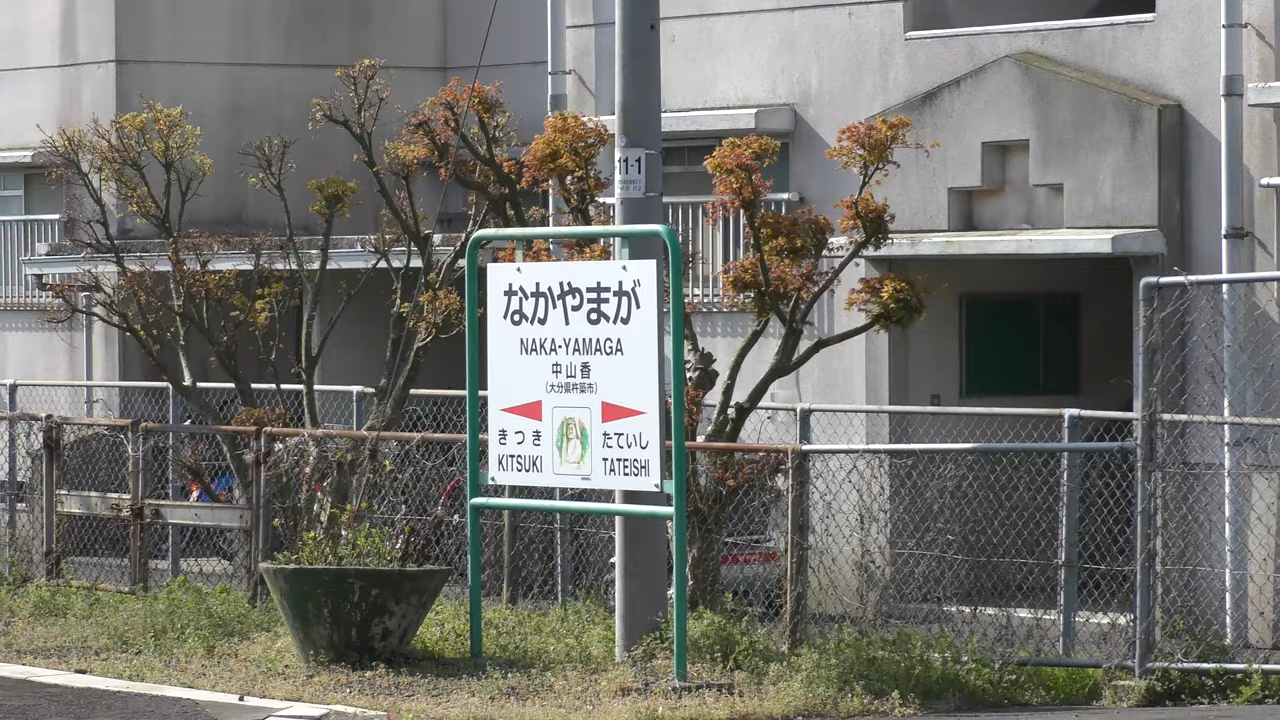 11-1
なかやまが
NAKA-YAMAGA
中山香
(大分県杵築市)
きつき たていし
KITSUKI TATEISHI